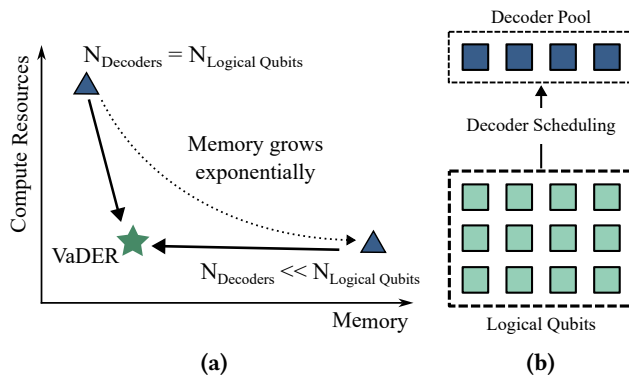 N_Decoders = N_Logical Qubits
Compute Resources
Memory grows
exponentially
VaDER
N_Decoders << N_Logical Qubits
Memory
(a)
Decoder Pool
Decoder Scheduling
Logical Qubits
(b)